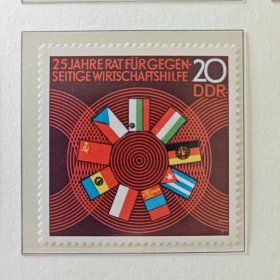 25 JAHRE RAT FÜR GEGEN-
SEITIGE WIRTSCHAFTSHILFE
20
DDR